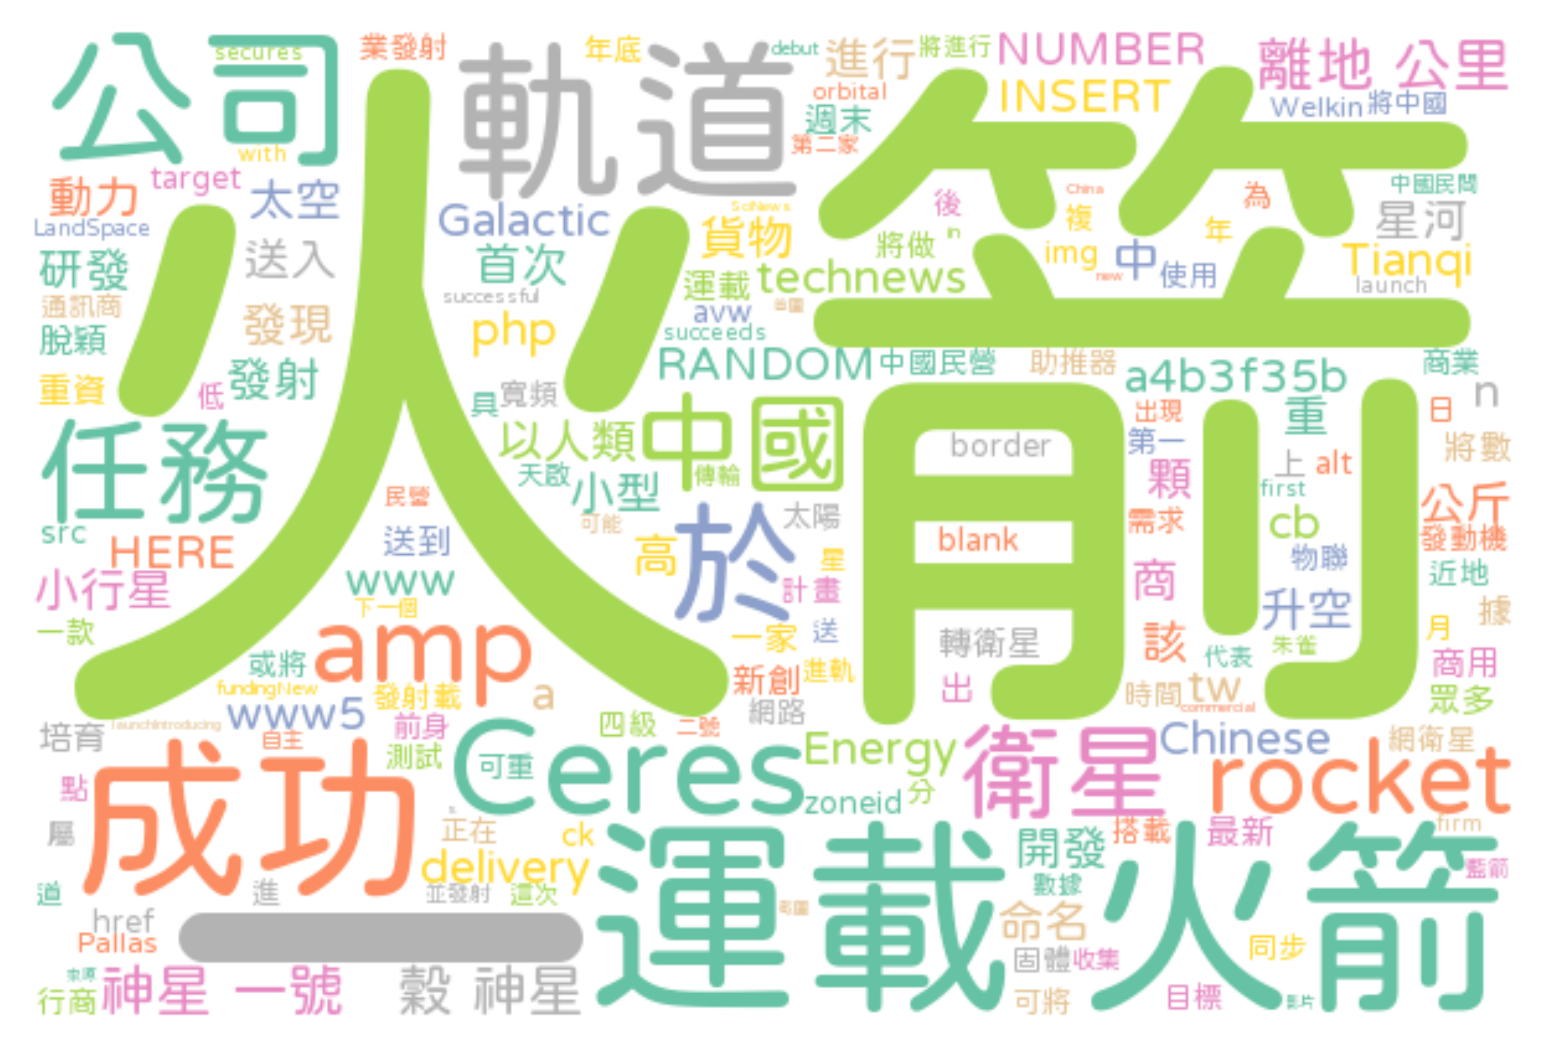 公司
secures
業發射
軌道
年底
debut
進行
將進行
NUMBER
離地 公里
火箭
with
orbital
INSERT
Welkin
將中國
週末
第二家
動力
target
太空
LandSpace
Galactic
SciNews
貨物
後
China
複
為
中國民間
年
星河
研發
送入
首次
將做
in
img
中
使用
Tianqi
new
launch
通訊商
successful
運載
technews
發現
php
avw
succeeds
脫穎
RANDOM
中國民營
助推器
商業
重資
低
發射
具
寬頻
a4b3f35b
n
任務
以人類
中國
border
出現
重
日
第一
將數
天啟
傳輸
小型
顆
上
alt
first
民營
可能
太陽
公斤
src
HERE
送到
高
於
blank
需求
cb
發動機
星
物聯
近地
小行星
www
計畫
商
升空
據
下一個
一款
amp
一家
送
轉衛星
該
代表
朱雀
月
或將
新創
進軌
商用
fundingNew
發射載
a
出
時間
tw
commercial
眾多
www5
前身
四級
二號
網路
launchIntroducing
培育
自主
測試
Ceres
Energy
衛星
Chinese
網衛星
成功
可重
rocket
點
zoneid
分
屬
正在
ck
運載火箭
開發
搭載
最新
firm
delivery
數據
藍箭
道
進
並發射
這次
href
命名
Pallas
一
固體
收集
同步
行商
神星 一號
穀 神星
可將
目標
影片